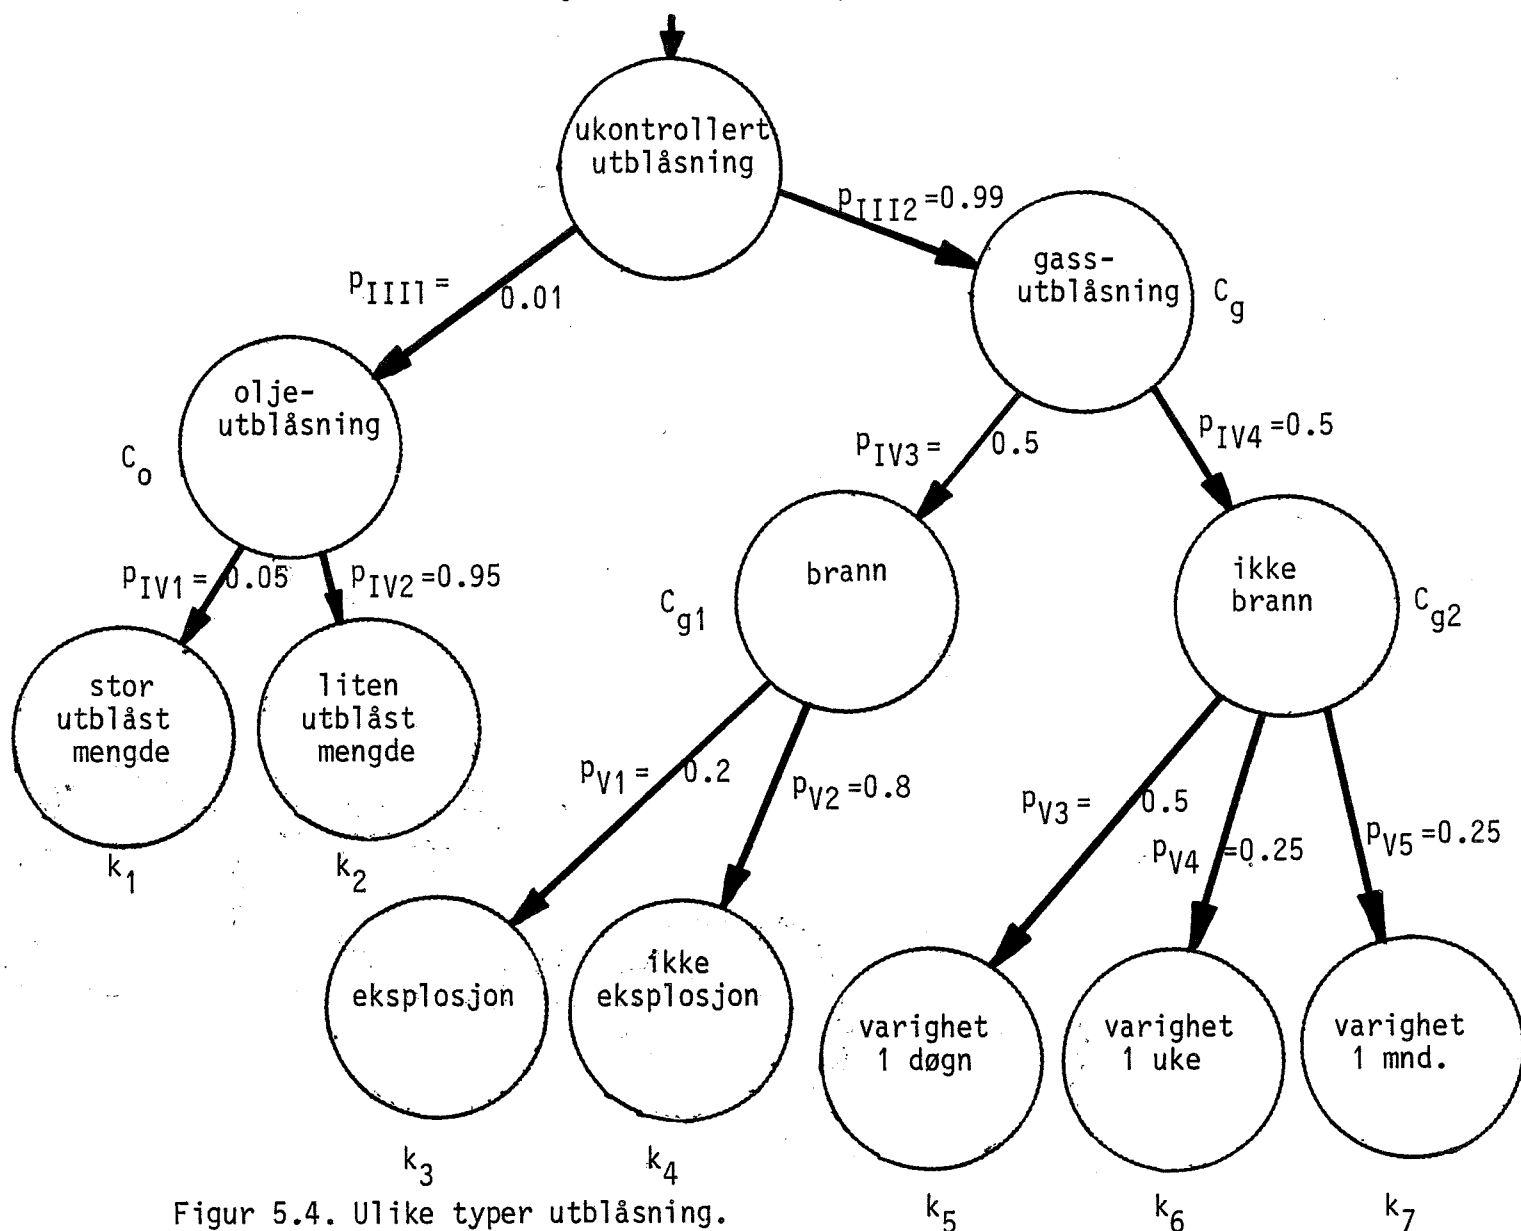 ukontrollert
utblåsning
p_III2 =0.99
gass-
utblåsning
C_g
p_III1 = 0.01
olje-
utblåsning
C_o
p_IV3 = 0.5
p_IV4 =0.5
brann
C_g1
ikke
brann
C_g2
p_IV1 = 0.05
p_IV2 =0.95
stor
utblåst
mengde
k_1
liten
utblåst
mengde
k_2
p_V1 = 0.2
p_V2 =0.8
p_V3 = 0.5
p_V4 =0.25
p_V5 =0.25
eksplosjon
k_3
ikke
eksplosjon
k_4
varighet
1 døgn
k_5
varighet
1 uke
k_6
varighet
1 mnd.
k_7
Figur 5.4. Ulike typer utblåsning.